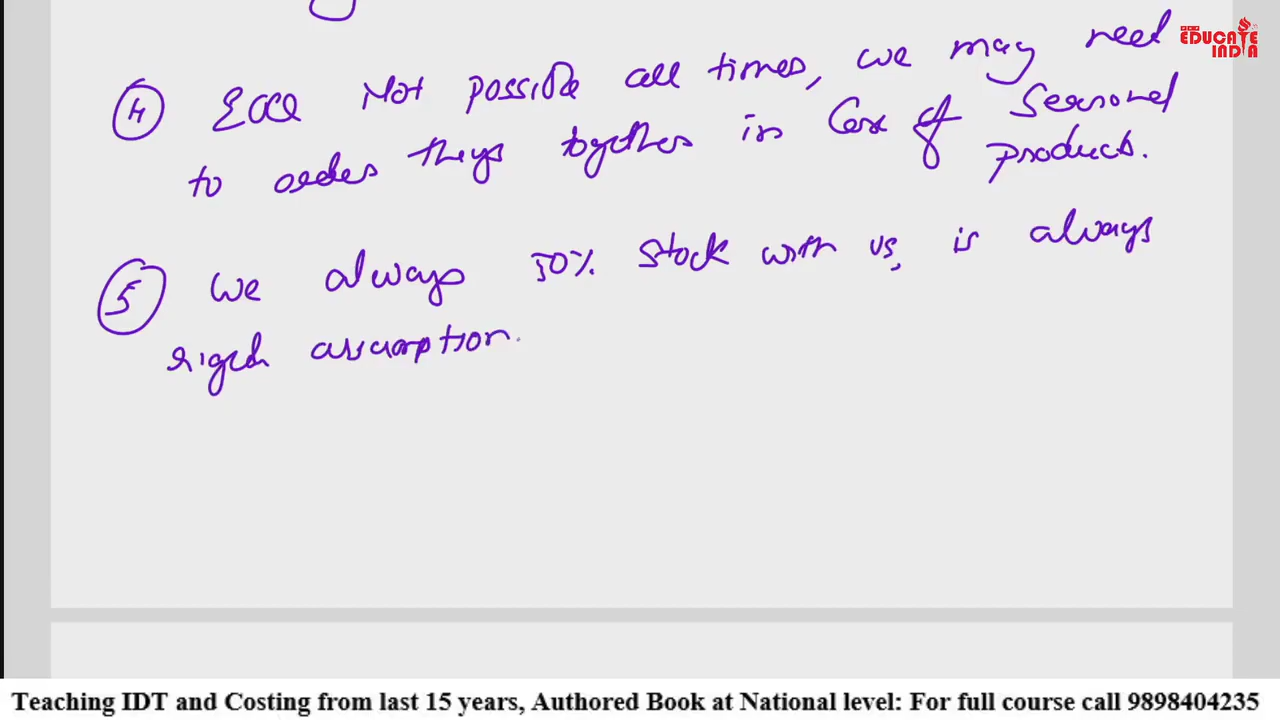 EDUCATE
INDIA
④ EOQ Not possible all times, we may need
to order things together in Case of Seasonal
products.
⑤ We always 50% stock with us, is always
rigid assumption.
Teaching IDT and Costing from last 15 years, Authored Book at National level: For full course call 9898404235